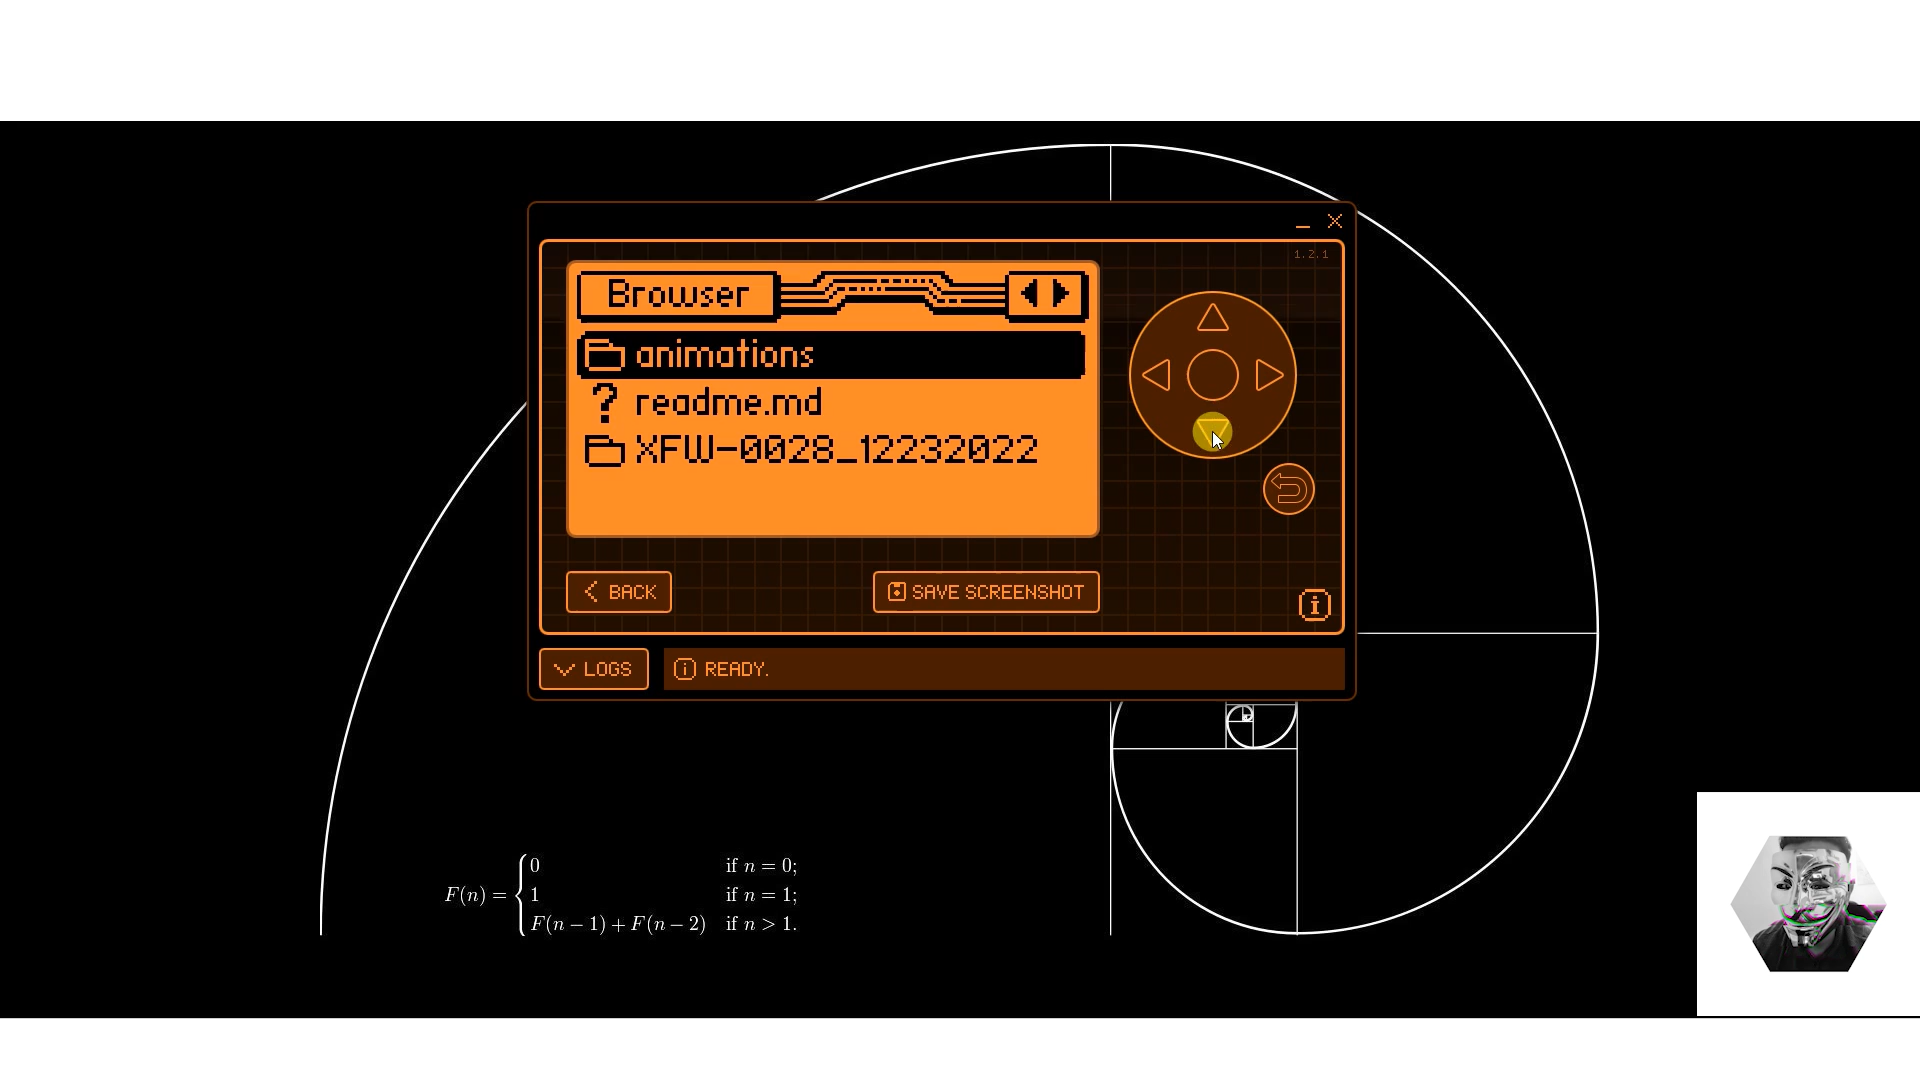 1.2.1
Browser
animations
readme.md
XFW-0028_12232022
BACK
SAVE SCREENSHOT
LOGS
READY.
F(n) = { 0 if n = 0;
1 if n = 1;
F(n − 1) + F(n − 2) if n > 1.